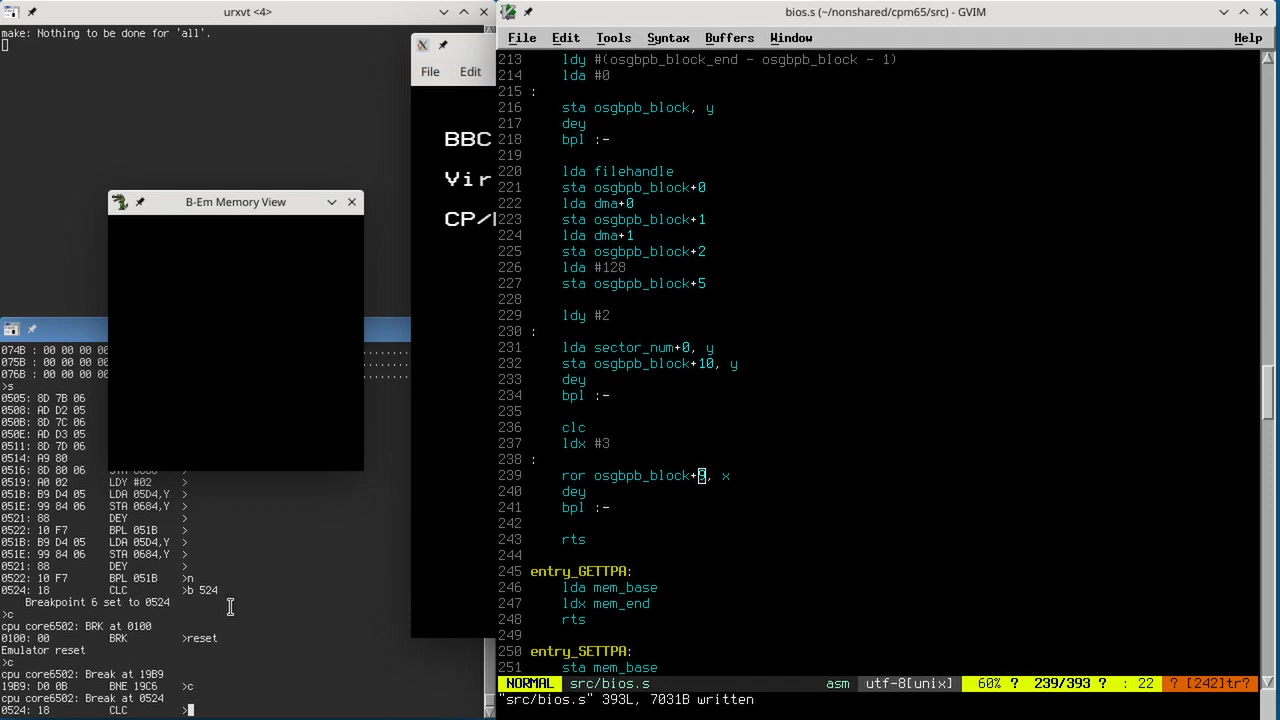 urxvt <4>
make: Nothing to be done for 'all'.
File Edit
BBC
Vir
CP/
B-Em Memory View
074B : 00 00 00 00
075B : 00 00 00 00
076B : 00 00 00 00
>s
0505: 8D 7B 06
0508: AD D2 05
050B: 8D 7C 06
050E: AD D3 05
0511: 8D 7D 06
0514: A9 80
0516: 8D 80 06
0519: A0 02 LDY #02 >
051B: B9 D4 05 LDA 05D4,Y >
051E: 99 84 06 STA 0684,Y >
0521: 88 DEY >
0522: 10 F7 BPL 051B >
051B: B9 D4 05 LDA 05D4,Y >
051E: 99 84 06 STA 0684,Y >
0521: 88 DEY >
0522: 10 F7 BPL 051B >n
0524: 18 CLC >b 524
Breakpoint 6 set to 0524
>c
cpu core6502: BRK at 0100
0100: 00 BRK >reset
Emulator reset
>c
cpu core6502: Break at 19B9
19B9: D0 0B BNE 19C6 >c
cpu core6502: Break at 0524
0524: 18 CLC >
bios.s (~/nonshared/cpm65/src) - GVIM
File Edit Tools Syntax Buffers Window Help
213 ldy #(osgbpb_block_end - osgbpb_block - 1)
214 lda #0
215 :
216 sta osgbpb_block, y
217 dey
218 bpl :-
219
220 lda filehandle
221 sta osgbpb_block+0
222 lda dma+0
223 sta osgbpb_block+1
224 lda dma+1
225 sta osgbpb_block+2
226 lda #128
227 sta osgbpb_block+5
228
229 ldy #2
230 :
231 lda sector_num+0, y
232 sta osgbpb_block+10, y
233 dey
234 bpl :-
235
236 clc
237 ldx #3
238 :
239 ror osgbpb_block+9, x
240 dey
241 bpl :-
242
243 rts
244
245 entry_GETTPA:
246 lda mem_base
247 ldx mem_end
248 rts
249
250 entry_SETTPA:
251 sta mem_base
NORMAL src/bios.s asm utf-8[unix] 60% ? 239/393 ? : 22 ? [242]tr?
"src/bios.s" 393L, 7031B written